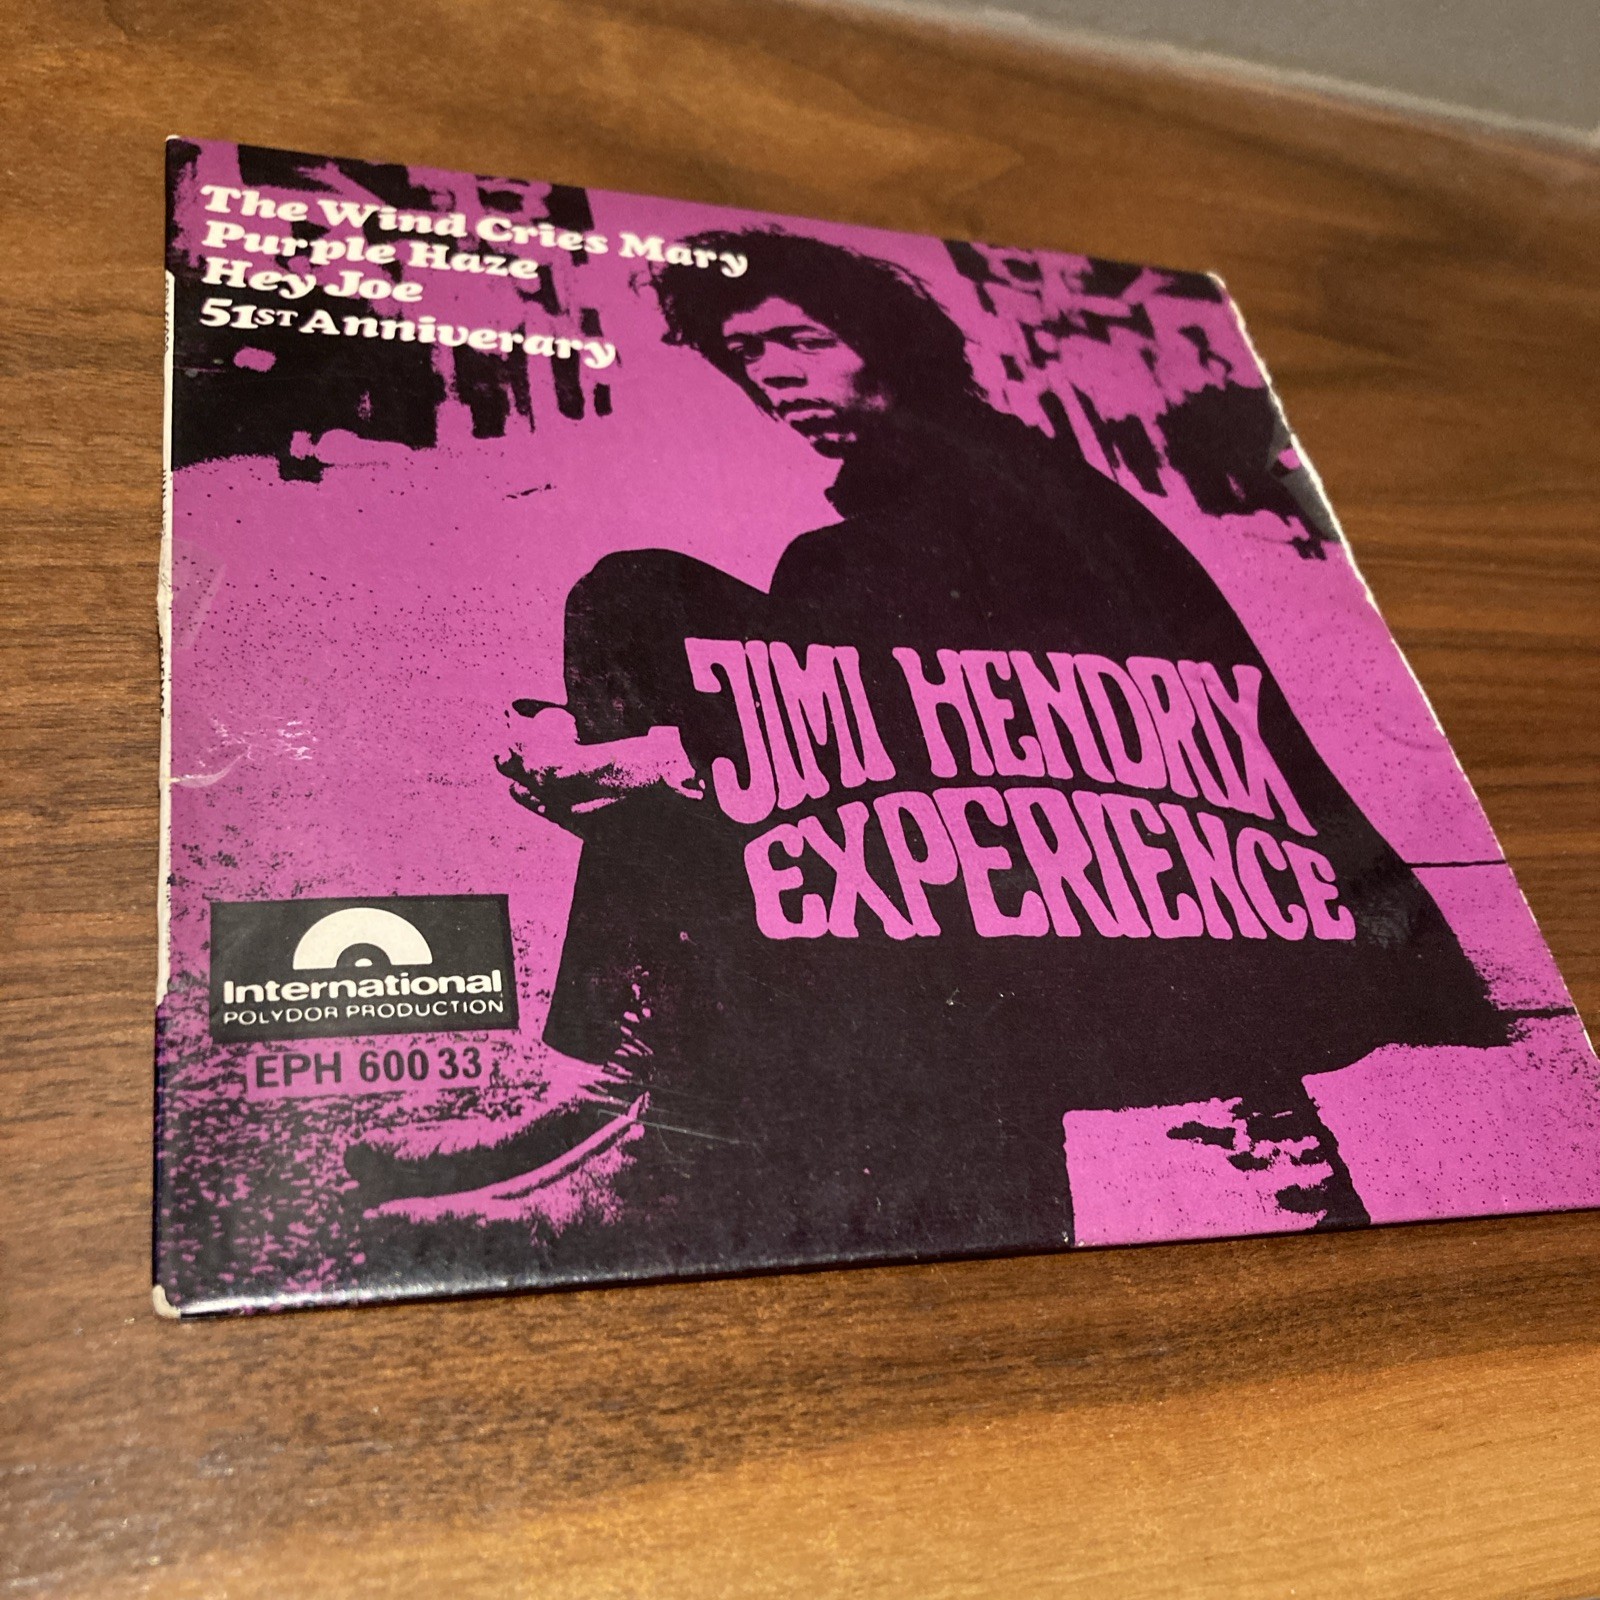 The Wind Cries Mary
Purple Haze
Hey Joe
51ST Anniverary
JIMI HENDRIX
EXPERIENCE
International
POLYDOR PRODUCTION
EPH 600 33